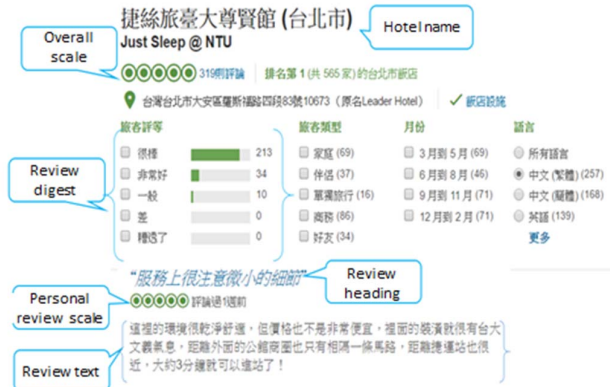 捷絲旅臺大尊賢館 (台北市)
Hotel name
Overall scale
Just Sleep @ NTU
319則評論 排名第 1 (共 565 家) 的台北市飯店
台灣台北市大安區羅斯福路四段83號10673 (原名Leader Hotel) 飯店設施
旅客評等 旅客類型 月份 語言
Review digest
很棒 213 家庭 (69) 3月到 5月 (69) 所有語言
非常好 34 伴侶 (37) 6月到 8月 (46) 中文 (繁體) (257)
一般 10 單獨旅行 (16) 9月到 11月 (71) 中文 (簡體) (168)
差 0 商務 (86) 12月到 2月 (71) 英語 (139)
糟透了 0 好友 (34) 更多
“服務上很注意微小的細節”
Review heading
Personal review scale
評論過1週前
Review text
這裡的環境很乾淨舒適，但價格也不是非常便宜，裡面的裝潢就很有台大
文藝氣息，距離外面的公館商圈也只有相隔一條馬路，距離捷運站也很
近，大約3分鐘就可以進站了！